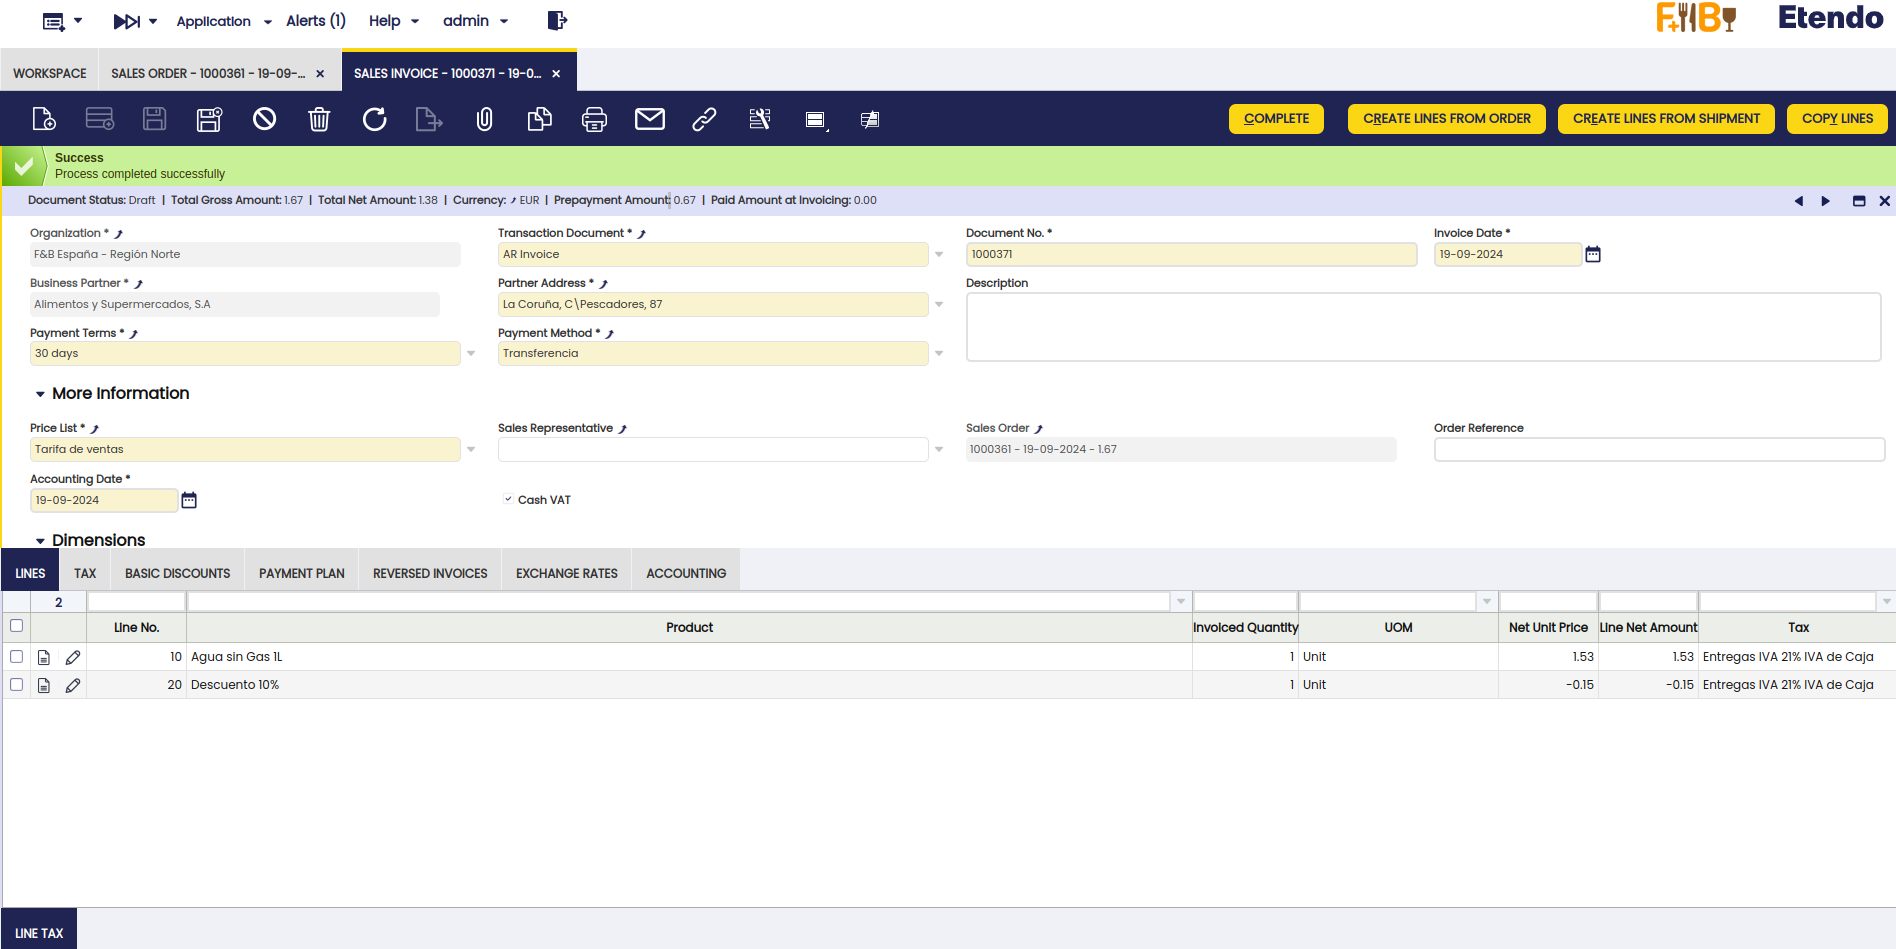 Application
Alerts (1)
Help
admin
F&B
Etendo
WORKSPACE
SALES ORDER - 1000361 - 19-09-...
SALES INVOICE - 1000371 - 19-0...
COMPLETE
CREATE LINES FROM ORDER
CREATE LINES FROM SHIPMENT
COPY LINES
Success
Process completed successfully
Document Status: Draft | Total Gross Amount: 1.67 | Total Net Amount: 1.38 | Currency: EUR | Prepayment Amount: 0.67 | Paid Amount at Invoicing: 0.00
Organization *
F&B España - Región Norte
Transaction Document *
AR Invoice
Document No. *
1000371
Invoice Date *
19-09-2024
Business Partner *
Alimentos y Supermercados, S.A
Partner Address *
La Coruña, C\Pescadores, 87
Description
Payment Terms *
30 days
Payment Method *
Transferencia
More Information
Price List *
Tarifa de ventas
Sales Representative
Sales Order
1000361 - 19-09-2024 - 1.67
Order Reference
Accounting Date *
19-09-2024
Cash VAT
Dimensions
LINES
TAX
BASIC DISCOUNTS
PAYMENT PLAN
REVERSED INVOICES
EXCHANGE RATES
ACCOUNTING
2
Line No. Product Invoiced Quantity UOM Net Unit Price Line Net Amount Tax
10 Agua sin Gas 1L 1 Unit 1.53 1.53 Entregas IVA 21% IVA de Caja
20 Descuento 10% 1 Unit -0.15 -0.15 Entregas IVA 21% IVA de Caja
LINE TAX